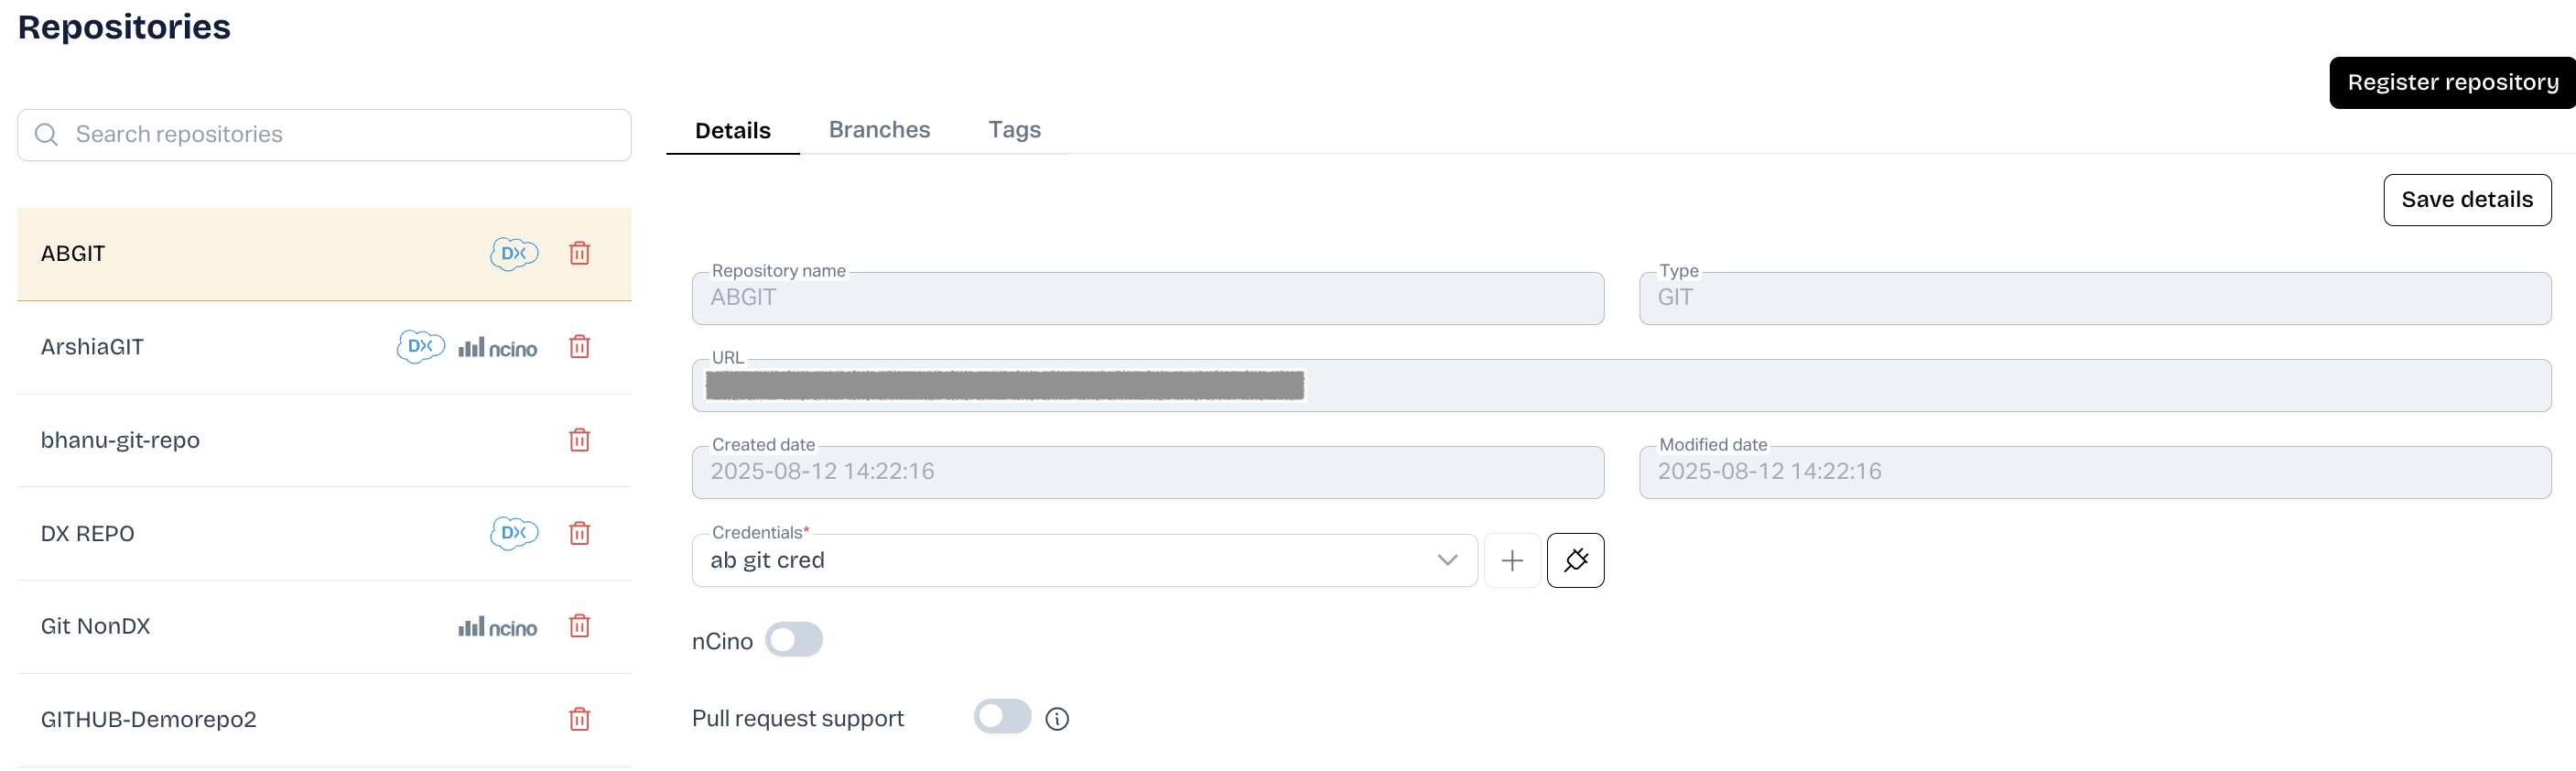 Repositories
Register repository
Search repositories
Details Branches Tags
Save details
ABGIT DX
ArshiaGIT DX ncino
bhanu-git-repo
DX REPO DX
Git NonDX ncino
GITHUB-Demorepo2
Repository name
ABGIT
Type
GIT
URL
Created date
2025-08-12 14:22:16
Modified date
2025-08-12 14:22:16
Credentials*
ab git cred
nCino
Pull request support